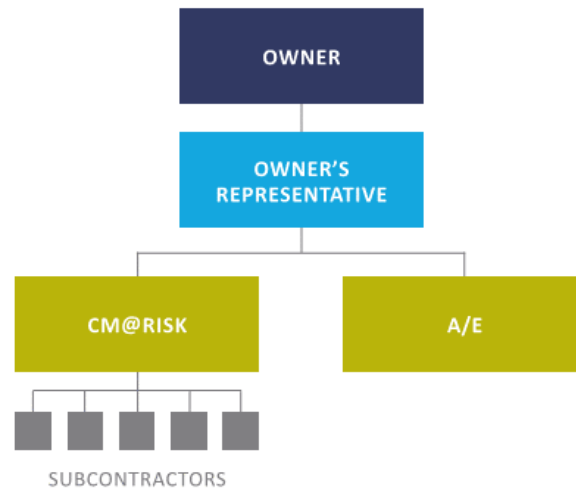 OWNER
OWNER’S
REPRESENTATIVE
CM@RISK
A/E
SUBCONTRACTORS